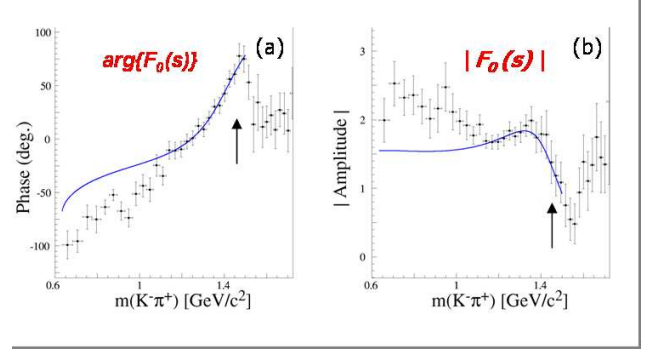 100
50
0
-50
-100
Phase (deg.)
arg{F₀(s)}
(a)
0.6
1
1.4
m(K⁻π⁺) [GeV/c²]
3
2
1
0
| Amplitude |
| F₀(s) |
(b)
0.6
1
1.4
m(K⁻π⁺) [GeV/c²]